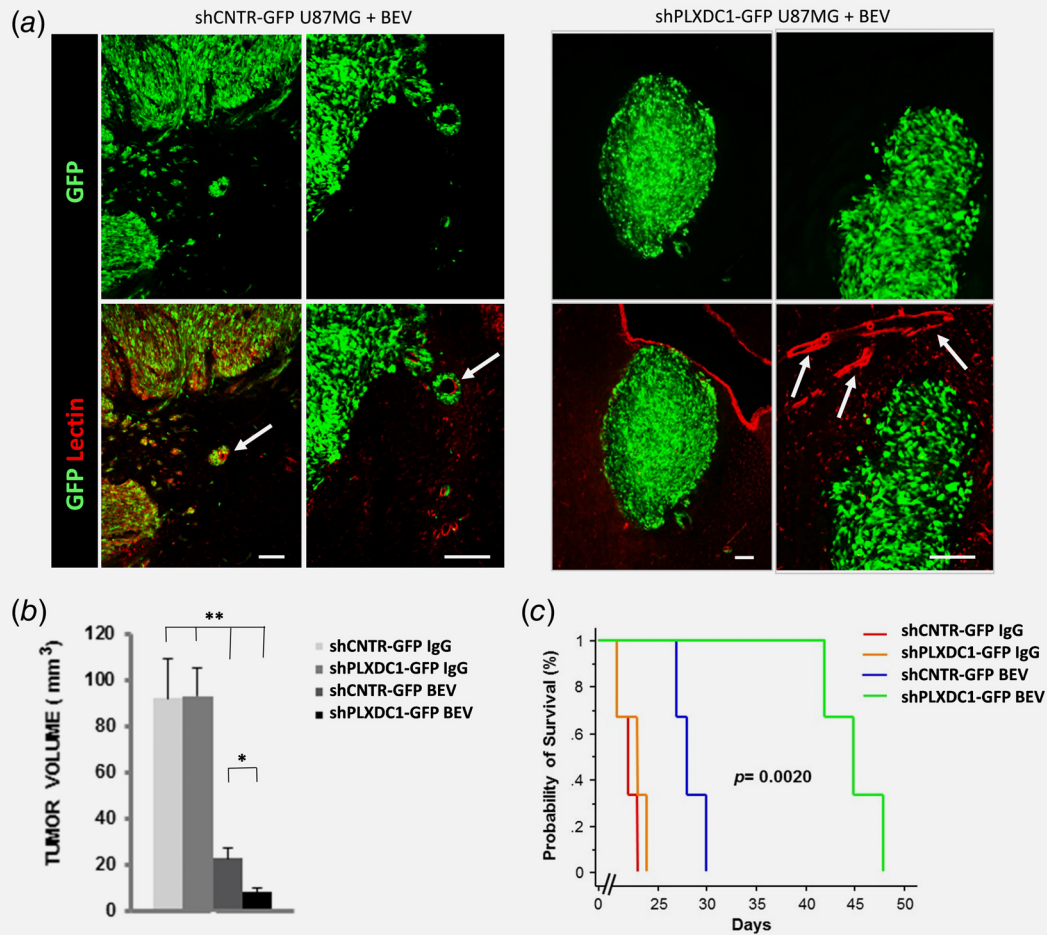 (a)
shCNTR-GFP U87MG + BEV
shPLXDC1-GFP U87MG + BEV
GFP
GFP Lectin
(b)
**
*
TUMOR VOLUME ( mm³)
120
100
80
60
40
20
0
shCNTR-GFP IgG
shPLXDC1-GFP IgG
shCNTR-GFP BEV
shPLXDC1-GFP BEV
(c)
Probability of Survival (%)
1
.8
.6
.4
.2
0
p= 0.0020
0 25 30 35 40 45 50
Days
shCNTR-GFP IgG
shPLXDC1-GFP IgG
shCNTR-GFP BEV
shPLXDC1-GFP BEV